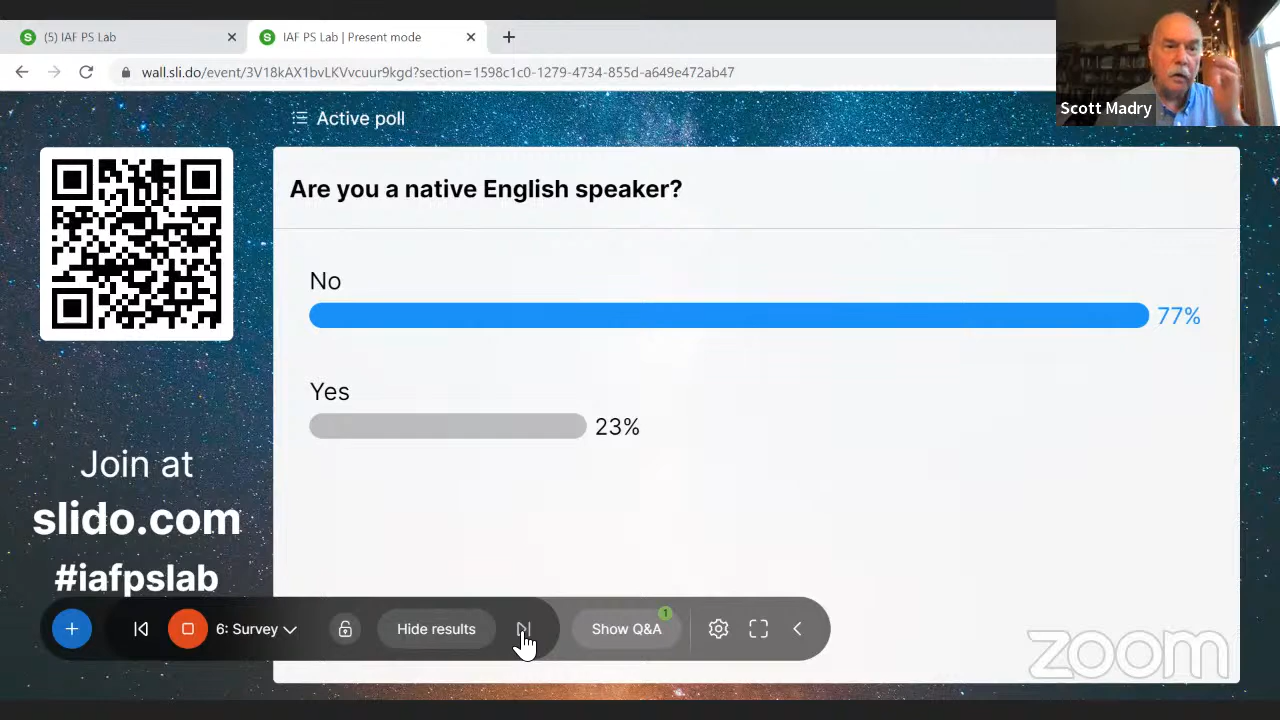 (5) IAF PS Lab
IAF PS Lab | Present mode
wall.sli.do/event/3V18kAX1bvLKVvcuur9kgd?section=1598c1c0-1279-4734-855d-a649e472ab47
Scott Madry
Active poll
Are you a native English speaker?
No
77%
Yes
23%
Join at
slido.com
#iafpslab
6: Survey
Hide results
Show Q&A
1
zoom